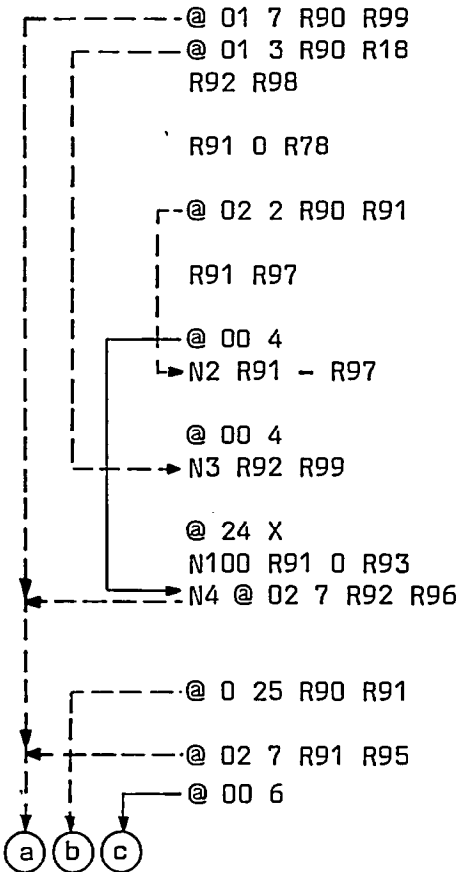 @ 01 7 R90 R99
@ 01 3 R90 R18
R92 R98
R91 0 R78
@ 02 2 R90 R91
R91 R97
@ 00 4
N2 R91 – R97
@ 00 4
N3 R92 R99
@ 24 X
N100 R91 0 R93
N4 @ 02 7 R92 R96
@ 0 25 R90 R91
@ 02 7 R91 R95
@ 00 6
a b c